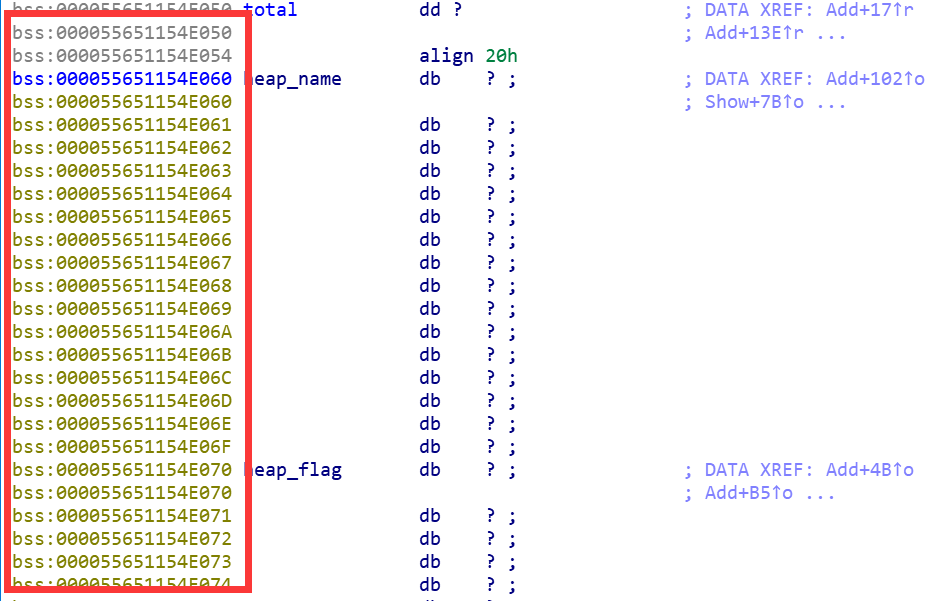 bss:000055651154E050 total dd ? ; DATA XREF: Add+17↑r
bss:000055651154E050 ; Add+13E↑r ...
bss:000055651154E054 align 20h
bss:000055651154E060 heap_name db ? ; ; DATA XREF: Add+102↑o
bss:000055651154E060 ; Show+7B↑o ...
bss:000055651154E061 db ? ;
bss:000055651154E062 db ? ;
bss:000055651154E063 db ? ;
bss:000055651154E064 db ? ;
bss:000055651154E065 db ? ;
bss:000055651154E066 db ? ;
bss:000055651154E067 db ? ;
bss:000055651154E068 db ? ;
bss:000055651154E069 db ? ;
bss:000055651154E06A db ? ;
bss:000055651154E06B db ? ;
bss:000055651154E06C db ? ;
bss:000055651154E06D db ? ;
bss:000055651154E06E db ? ;
bss:000055651154E06F db ? ;
bss:000055651154E070 heap_flag db ? ; ; DATA XREF: Add+4B↑o
bss:000055651154E070 ; Add+B5↑o ...
bss:000055651154E071 db ? ;
bss:000055651154E072 db ? ;
bss:000055651154E073 db ? ;
bss:000055651154E074 db ? ;